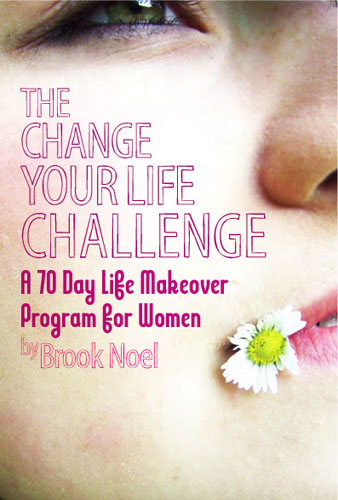 THE
CHANGE
YOUR LIFE
CHALLENGE
A 70 Day Life Makeover
Program for Women
by Brook Noel